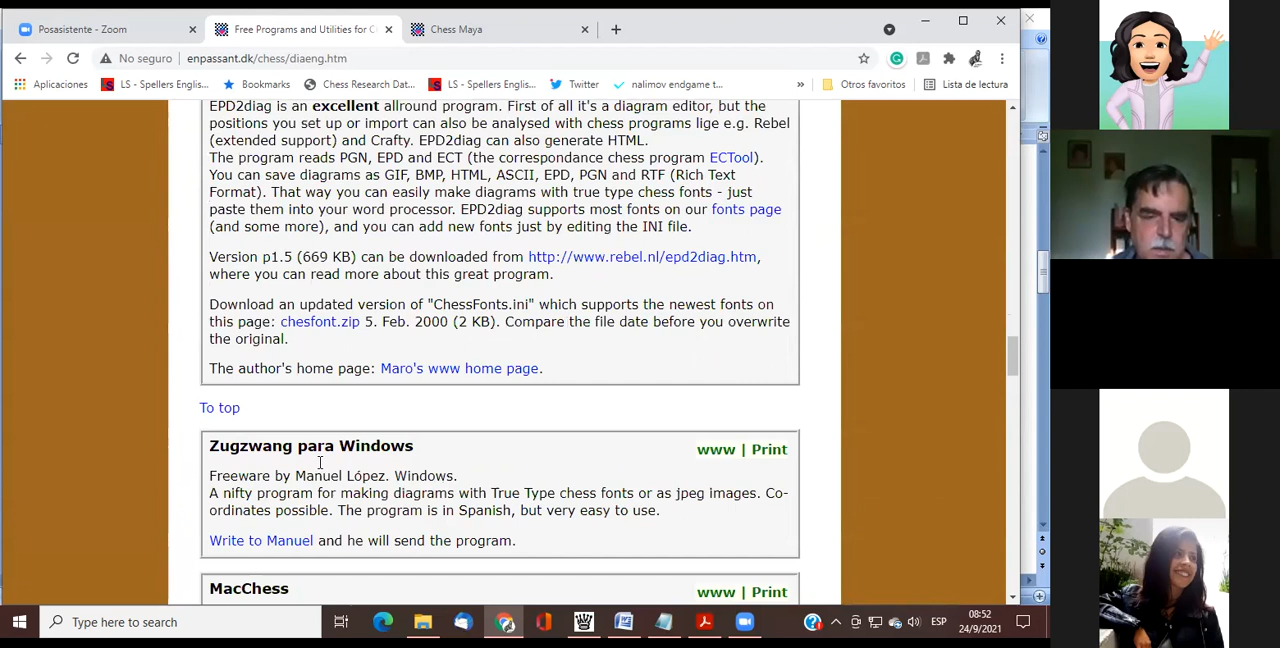 Posasistente - Zoom
Free Programs and Utilities for C
Chess Maya
No seguro
enpassant.dk/chess/diaeng.htm
Aplicaciones
LS - Spellers Englis...
Bookmarks
Chess Research Dat...
LS - Spellers Englis...
Twitter
nalimov endgame t...
»
Otros favoritos
Lista de lectura
EPD2diag is an excellent allround program. First of all it's a diagram editor, but the
positions you set up or import can also be analysed with chess programs lige e.g. Rebel
(extended support) and Crafty. EPD2diag can also generate HTML.
The program reads PGN, EPD and ECT (the correspondance chess program ECTool).
You can save diagrams as GIF, BMP, HTML, ASCII, EPD, PGN and RTF (Rich Text
Format). That way you can easily make diagrams with true type chess fonts - just
paste them into your word processor. EPD2diag supports most fonts on our fonts page
(and some more), and you can add new fonts just by editing the INI file.
Version p1.5 (669 KB) can be downloaded from http://www.rebel.nl/epd2diag.htm,
where you can read more about this great program.
Download an updated version of "ChessFonts.ini" which supports the newest fonts on
this page: chesfont.zip 5. Feb. 2000 (2 KB). Compare the file date before you overwrite
the original.
The author's home page: Maro's www home page.
To top
Zugzwang para Windows
www | Print
Freeware by Manuel López. Windows.
A nifty program for making diagrams with True Type chess fonts or as jpeg images. Co-
ordinates possible. The program is in Spanish, but very easy to use.
Write to Manuel and he will send the program.
MacChess
www | Print
Type here to search
ESP
08:52
24/9/2021